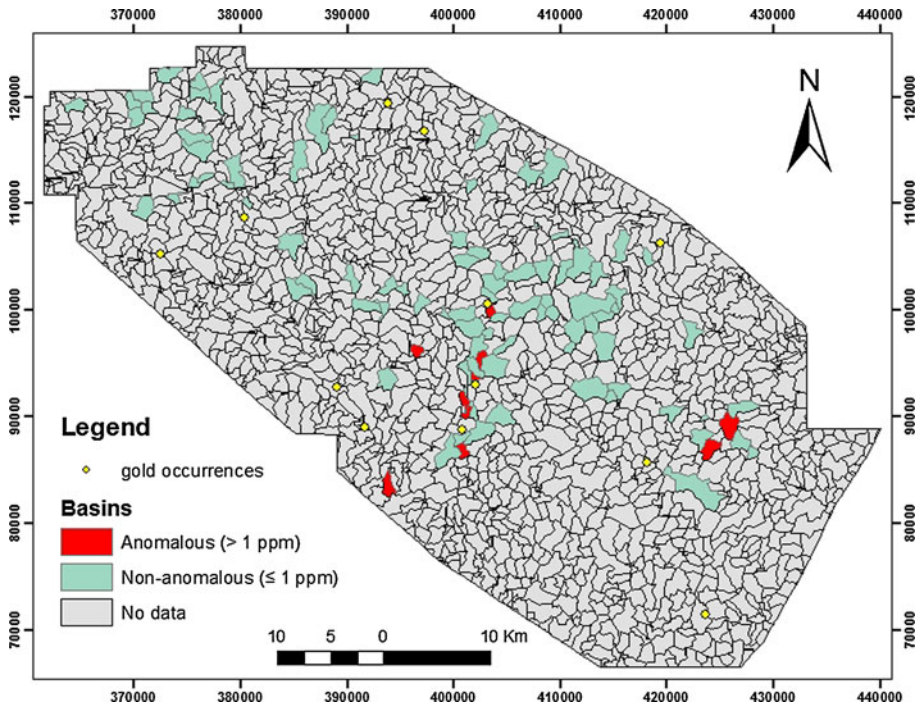 370000 380000 390000 400000 410000 420000 430000 440000
120000
110000
100000
90000
80000
70000
N
120000
110000
100000
90000
80000
70000
Legend
gold occurrences
Basins
Anomalous (> 1 ppm)
Non-anomalous (≤ 1 ppm)
No data
10 5 0 10 Km
370000 380000 390000 400000 410000 420000 430000 440000